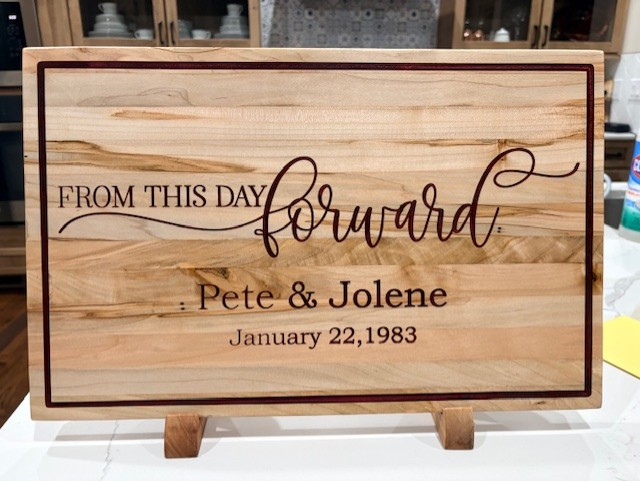 FROM THIS DAY forward
Pete & Jolene
January 22,1983